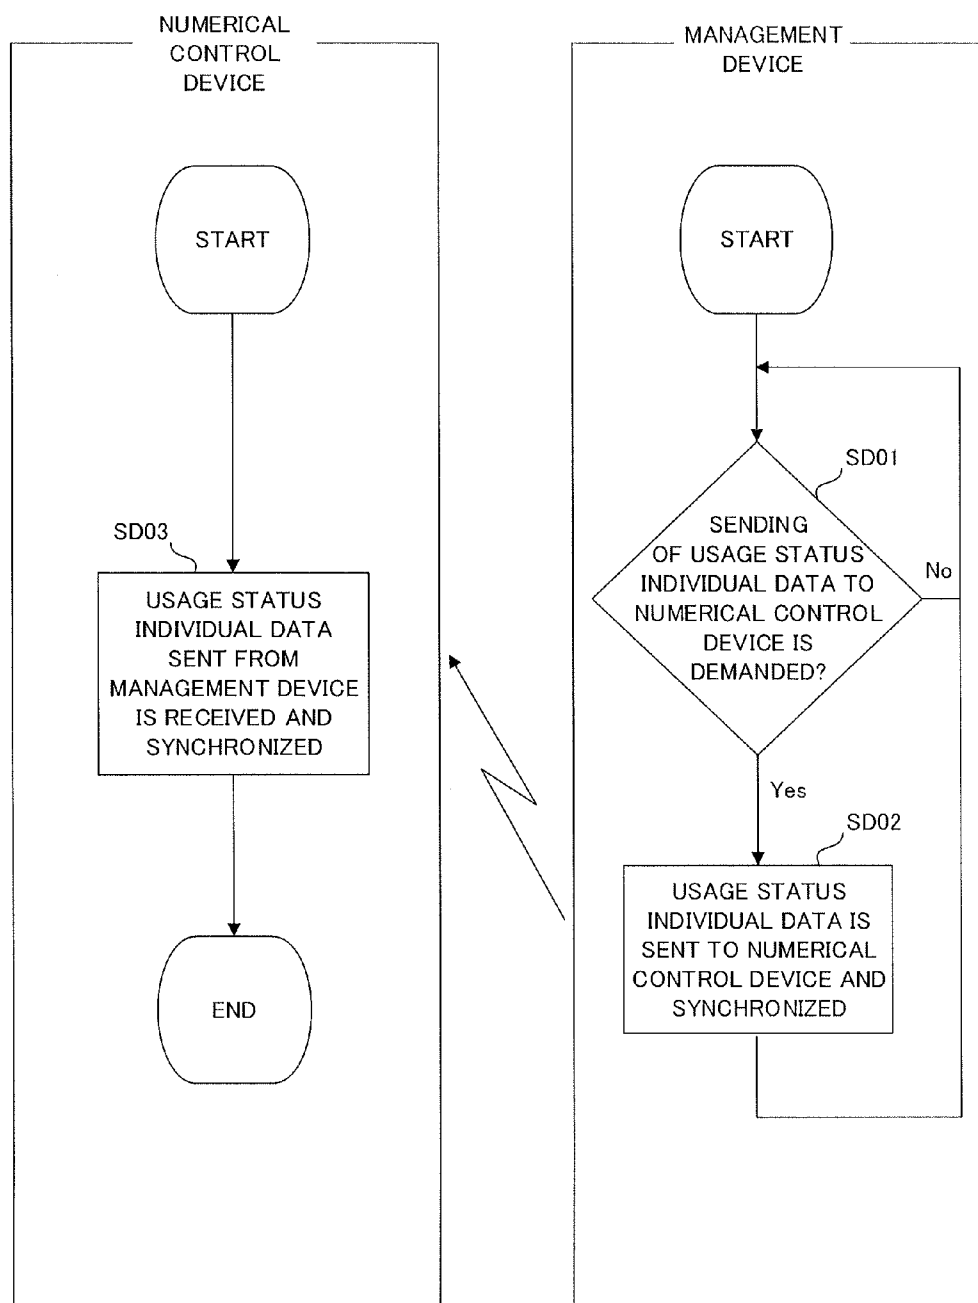 NUMERICAL
CONTROL
DEVICE
START
SD03
USAGE STATUS
INDIVIDUAL DATA
SENT FROM
MANAGEMENT DEVICE
IS RECEIVED AND
SYNCHRONIZED
END
MANAGEMENT
DEVICE
START
SD01
SENDING
OF USAGE STATUS
INDIVIDUAL DATA TO
NUMERICAL CONTROL
DEVICE IS
DEMANDED?
No
Yes
SD02
USAGE STATUS
INDIVIDUAL DATA IS
SENT TO NUMERICAL
CONTROL DEVICE AND
SYNCHRONIZED